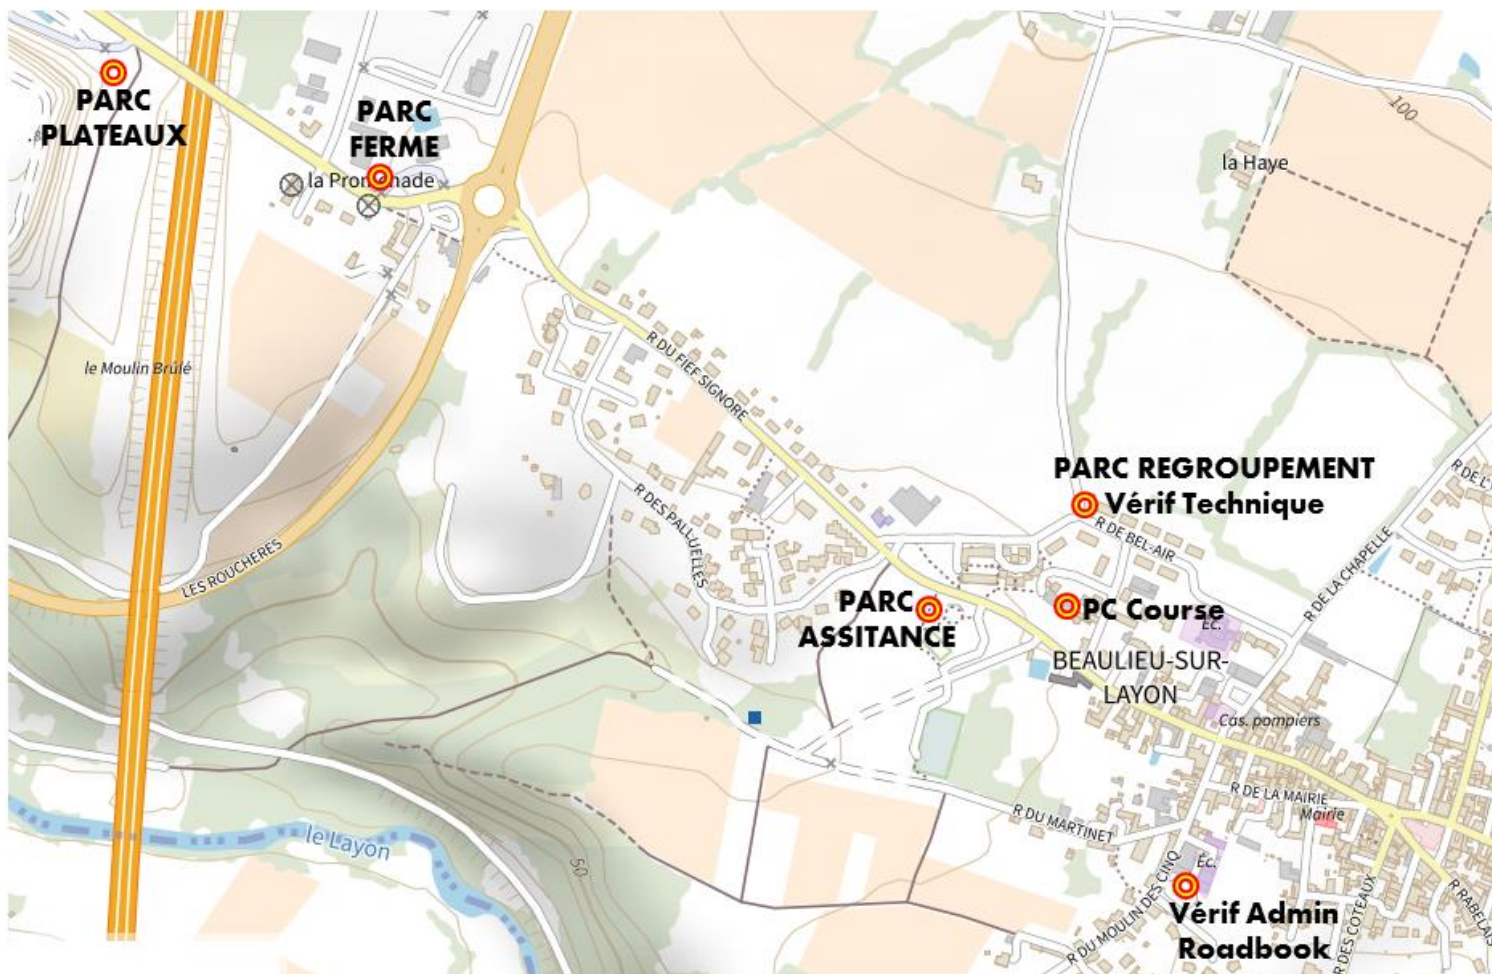 PARC
PLATEAUX
PARC
FERME
la Promenade
100
la Haye
le Moulin Brûlé
R DU FIEF SIGNORE
PARC REGROUPEMENT
Vérif Technique
R DE BEL-AIR
R DE L'
R DE LA CHAPELLE
R DES PALLUELLES
LES ROUCHERES
PARC
ASSITANCE
PC Course
Éc.
BEAULIEU-SUR-
LAYON
Cas. pompiers
R DE LA MAIRIE
Mairie
R DU MARTINET
le Layon
50
Éc.
R DU MOULIN DES CINQ
Vérif Admin
Roadbook
R DES COTEAUX
R RABELAIS